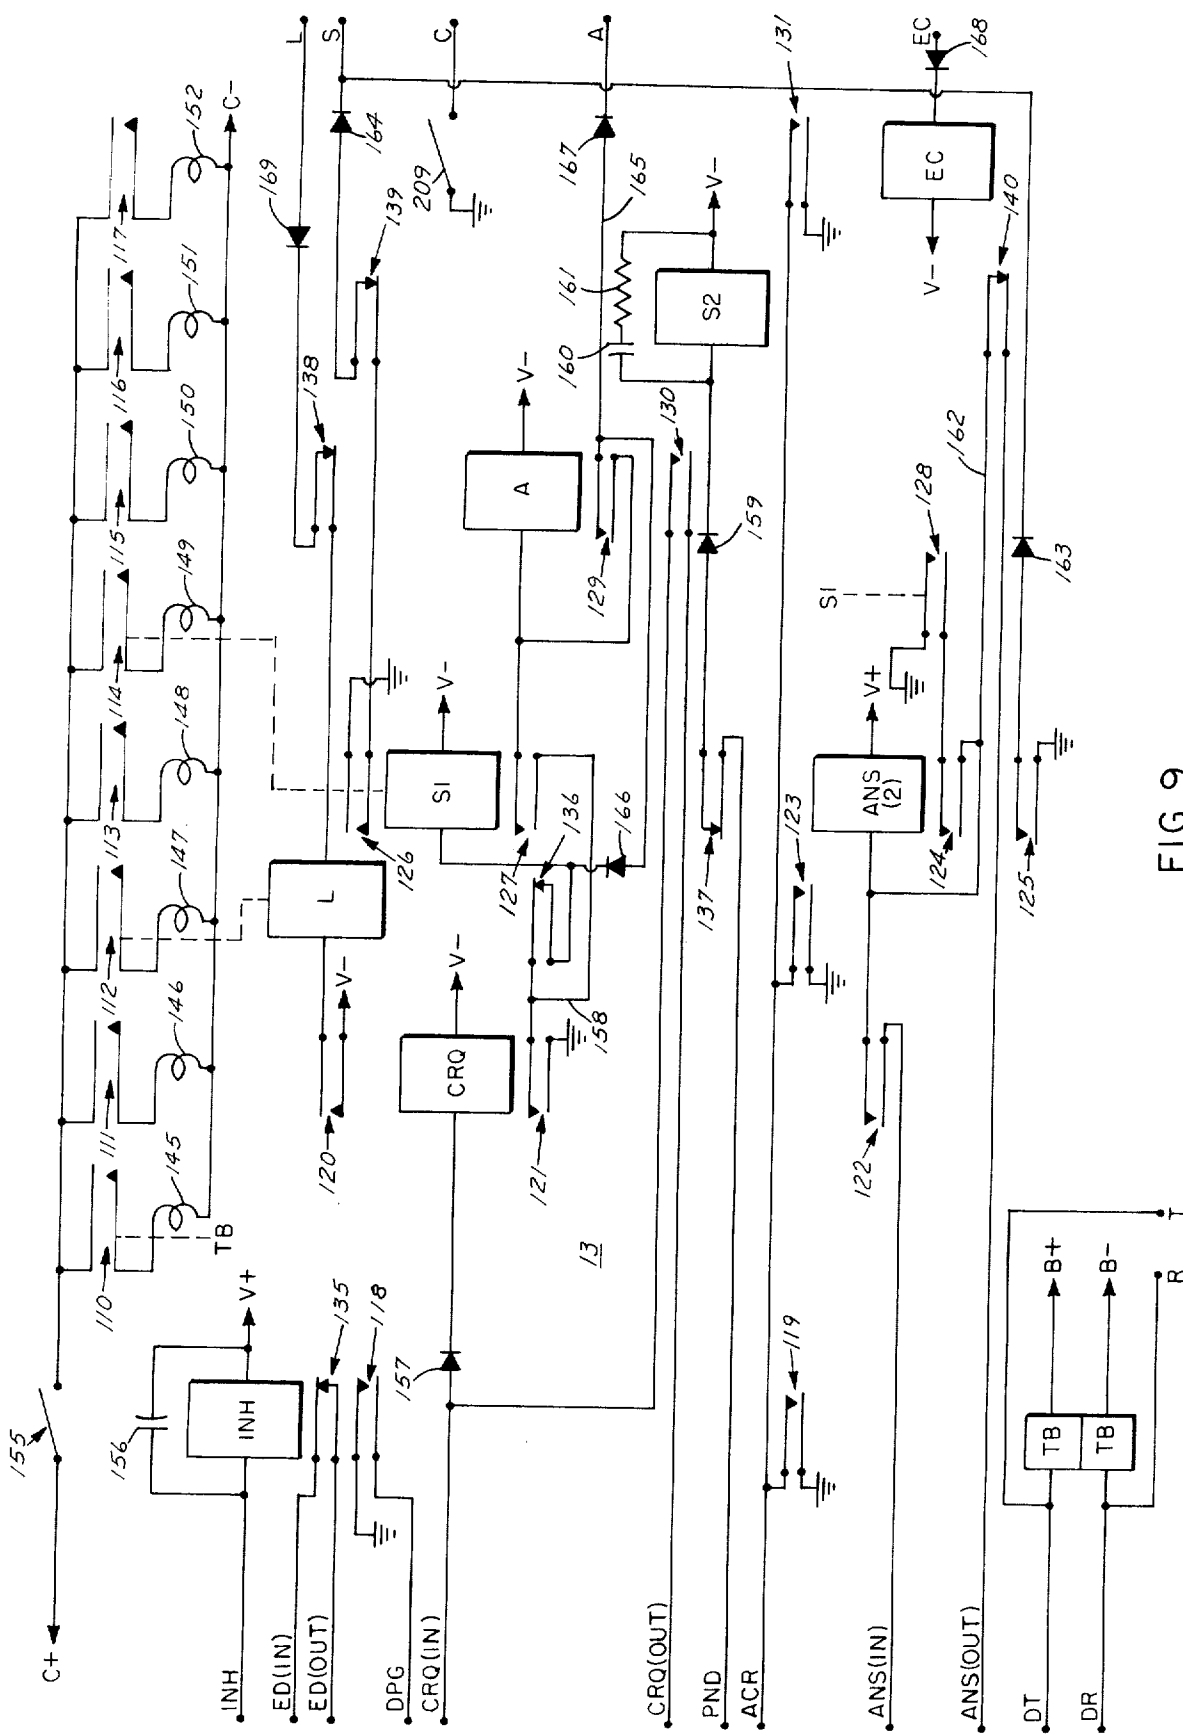 C+
155
110
111
112
113
114
115
116
117
C-
145
146
147
148
149
150
151
152
TB
156
INH
V+
INH
ED(IN)
ED(OUT)
DPG
CRQ(IN)
135
118
157
120
V-
L
126
138
169
L
139
164
S
209
C
CRQ
V-
121
158
S1
V-
127
136
166
A
V-
129
160
161
165
167
A
S2
V-
13
130
159
137
CRQ(OUT)
PND
ACR
119
123
131
ANS(IN)
122
ANS
(2)
V+
S1
128
124
125
162
163
140
EC
V-
EC
168
ANS(OUT)
DT
DR
TB
TB
B+
B-
R
T
FIG. 9